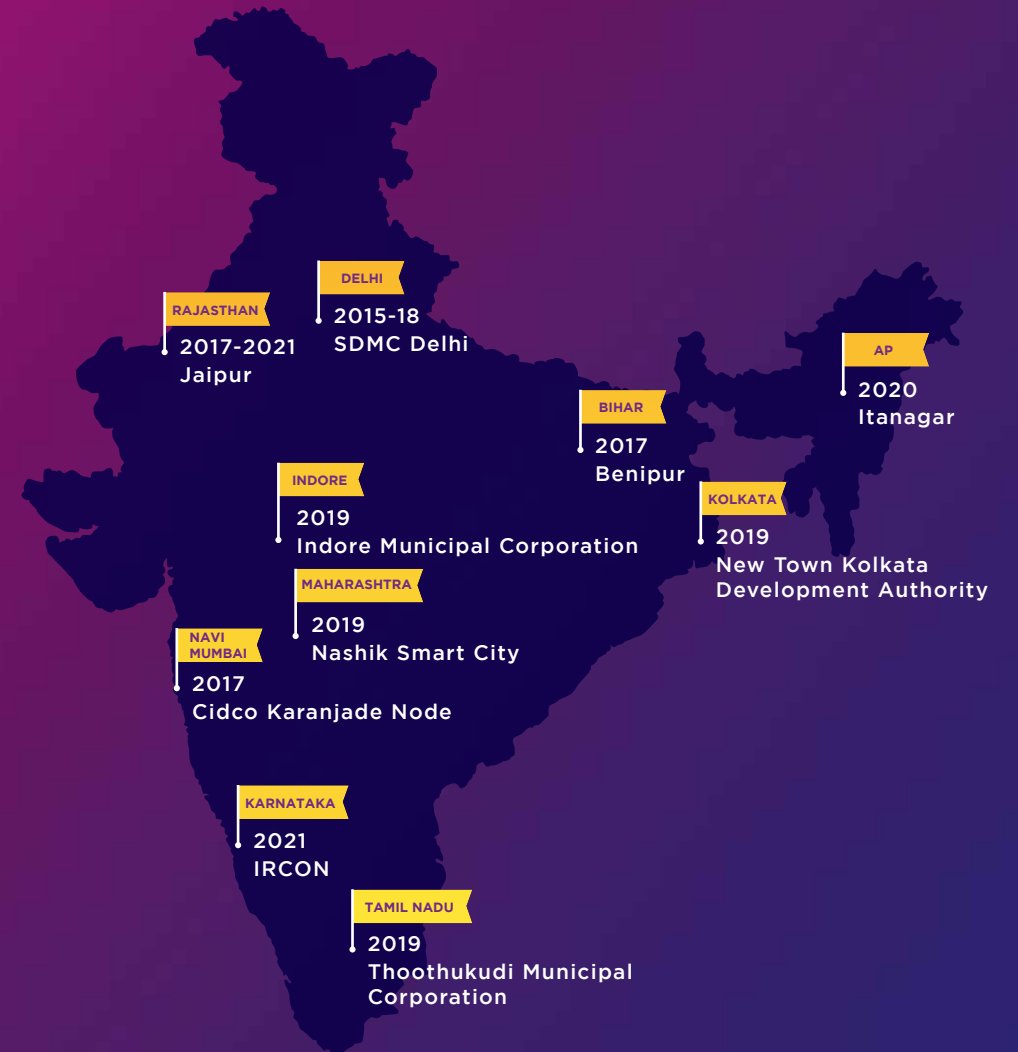 DELHI
2015-18
SDMC Delhi
RAJASTHAN
2017-2021
Jaipur
AP
2020
Itanagar
BIHAR
2017
Benipur
INDORE
2019
Indore Municipal Corporation
KOLKATA
2019
New Town Kolkata
Development Authority
MAHARASHTRA
2019
Nashik Smart City
NAVI
MUMBAI
2017
Cidco Karanjade Node
KARNATAKA
2021
IRCON
TAMIL NADU
2019
Thoothukudi Municipal
Corporation